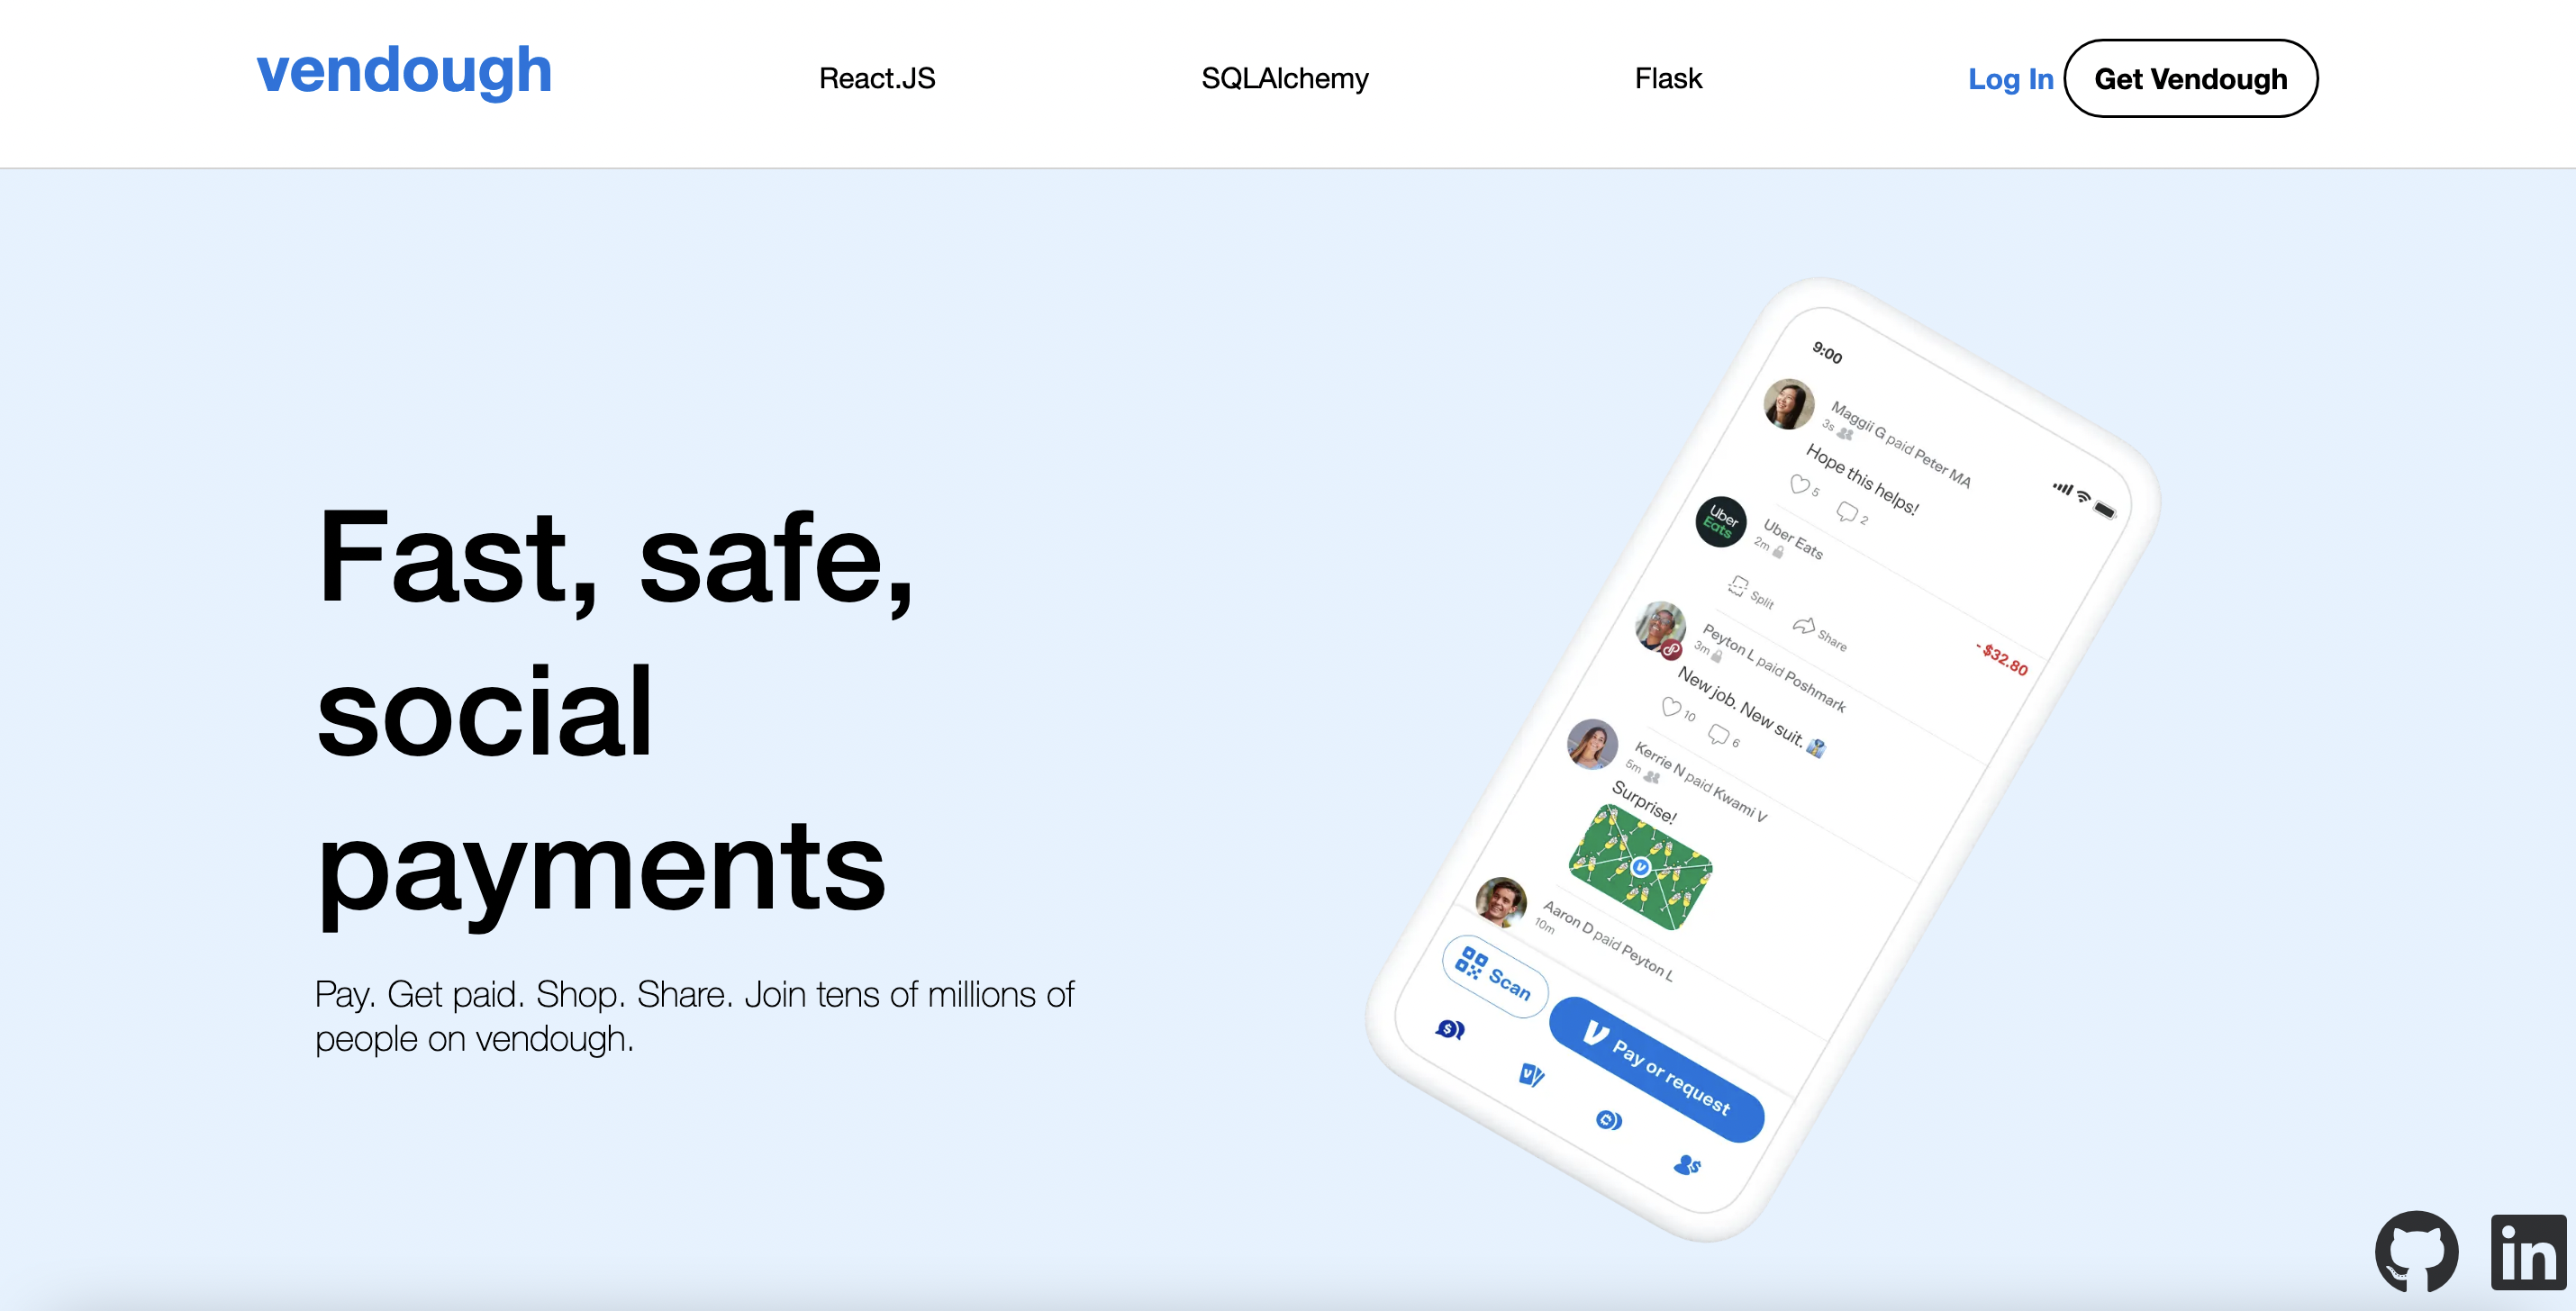 vendough
React.JS
SQLAlchemy
Flask
Log In
Get Vendough
Fast, safe,
social
payments
Pay. Get paid. Shop. Share. Join tens of millions of
people on vendough.
9:00
Maggii G paid Peter MA
3s
Hope this helps!
5 2
Uber
Eats
Uber Eats
2m
- $32.80
Split Share
Peyton L paid Poshmark
3m
New job. New suit. 👔
10 6
Kerrie N paid Kwami V
5m
Surprise!
Aaron D paid Peyton L
10m
Scan
Pay or request
in